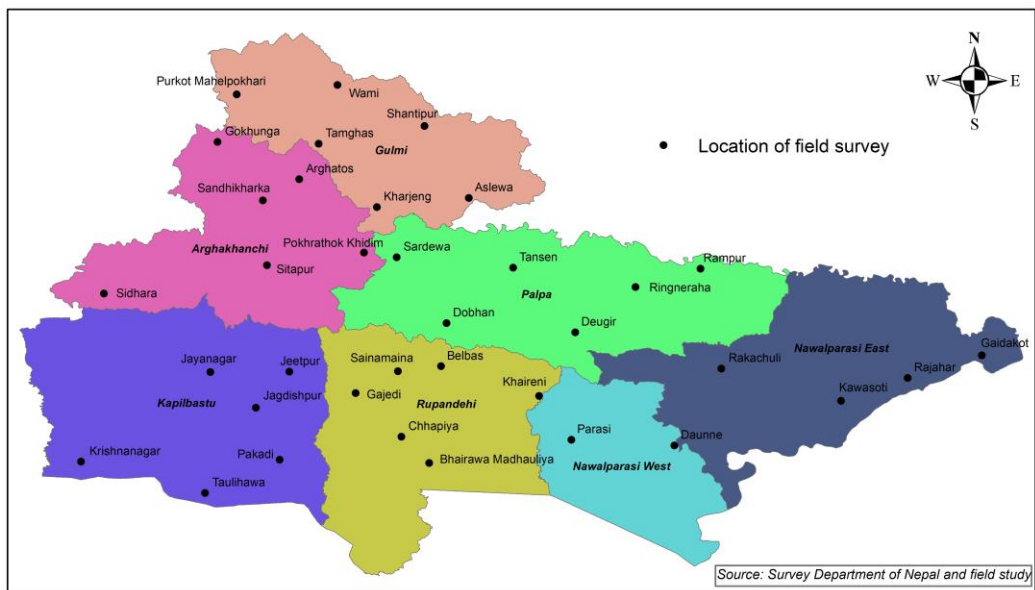 N
W
E
S
Location of field survey
Purkot Mahelpokhari
Wami
Shantipur
Gokhunga
Tamghas
Gulmi
Arghatos
Sandhikharka
Kharjeng
Aslewa
Pokhrathok Khidim
Arghakhanchi
Sitapur
Sidhara
Sardewa
Tansen
Rampur
Palpa
Ringneraha
Dobhan
Deugir
Jayanagar
Jeetpur
Kapilbastu
Jagdishpur
Krishnanagar
Pakadi
Taulihawa
Sainamaina
Belbas
Gajedi
Rupandehi
Khaireni
Chhapiya
Bhairawa Madhauliya
Parasi
Daunne
Nawalparasi West
Rakachuli
Nawalparasi East
Gaidakot
Rajahar
Kawasoti
Source: Survey Department of Nepal and field study